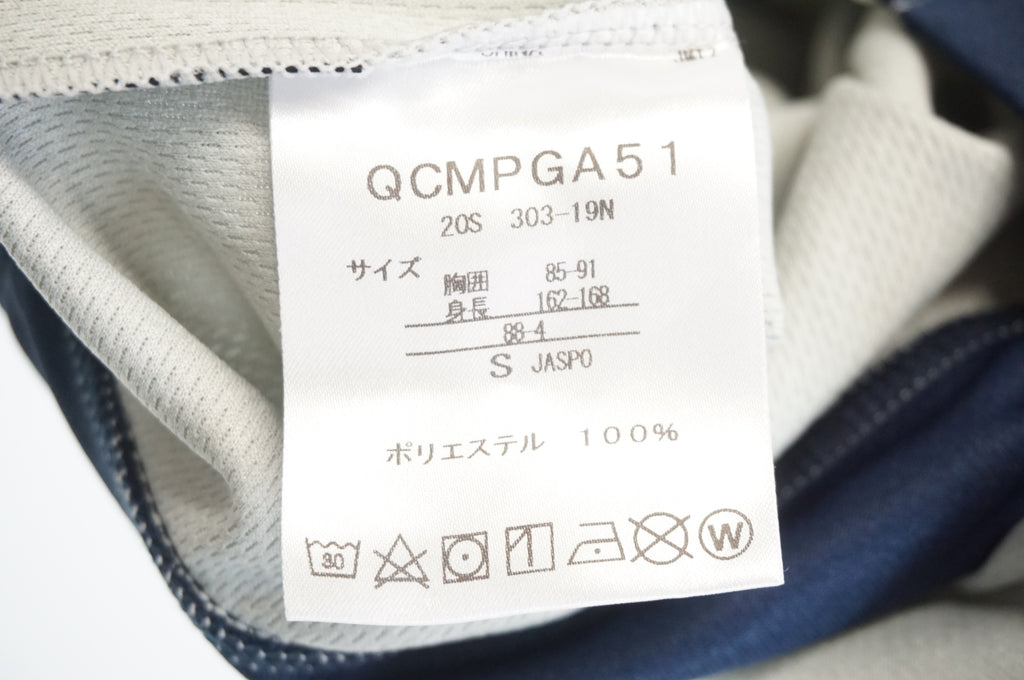 QCMPGA51
20S 303-19N
サイズ 胸囲 85-91
身長 162-168
88-4
S JASPO
ポリエステル 100%
30
W